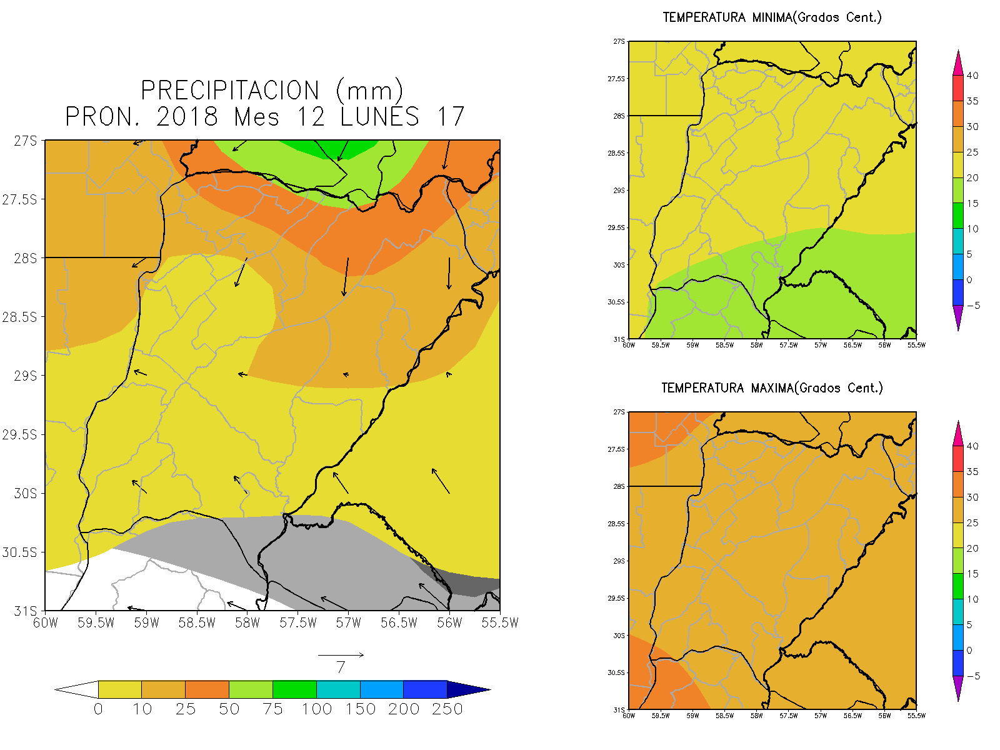 PRECIPITACION (mm)
PRON. 2018 Mes 12 LUNES 17
27S
27.5S
28S
28.5S
29S
29.5S
30S
30.5S
31S
60W 59.5W 59W 58.5W 58W 57.5W 57W 56.5W 56W 55.5W
7
0 10 25 50 75 100 150 200 250
TEMPERATURA MINIMA(Grados Cent.)
27S
27.5S
28S
28.5S
29S
29.5S
30S
30.5S
31S
60W 59.5W 59W 58.5W 58W 57.5W 57W 56.5W 56W 55.5W
40
35
30
25
20
15
10
5
0
-5
TEMPERATURA MAXIMA(Grados Cent.)
27S
27.5S
28S
28.5S
29S
29.5S
30S
30.5S
31S
60W 59.5W 59W 58.5W 58W 57.5W 57W 56.5W 56W 55.5W
40
35
30
25
20
15
10
5
0
-5